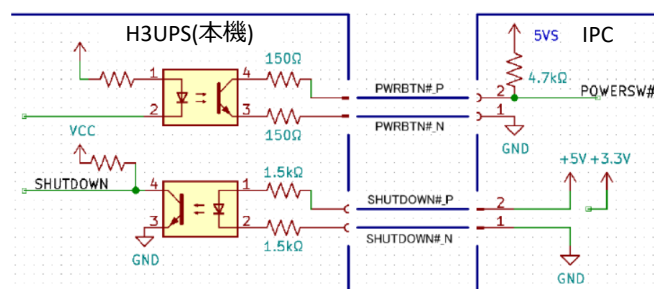 H3UPS(本機)
IPC
5VS
150Ω
4.7kΩ
1
4
PWRBTN#_P
2
POWERSW#
2
3
PWRBTN#_N
1
150Ω
GND
VCC
1.5kΩ
+5V
+3.3V
SHUTDOWN
4
1
SHUTDOWN#_P
2
3
2
SHUTDOWN#_N
1
1.5kΩ
GND
GND